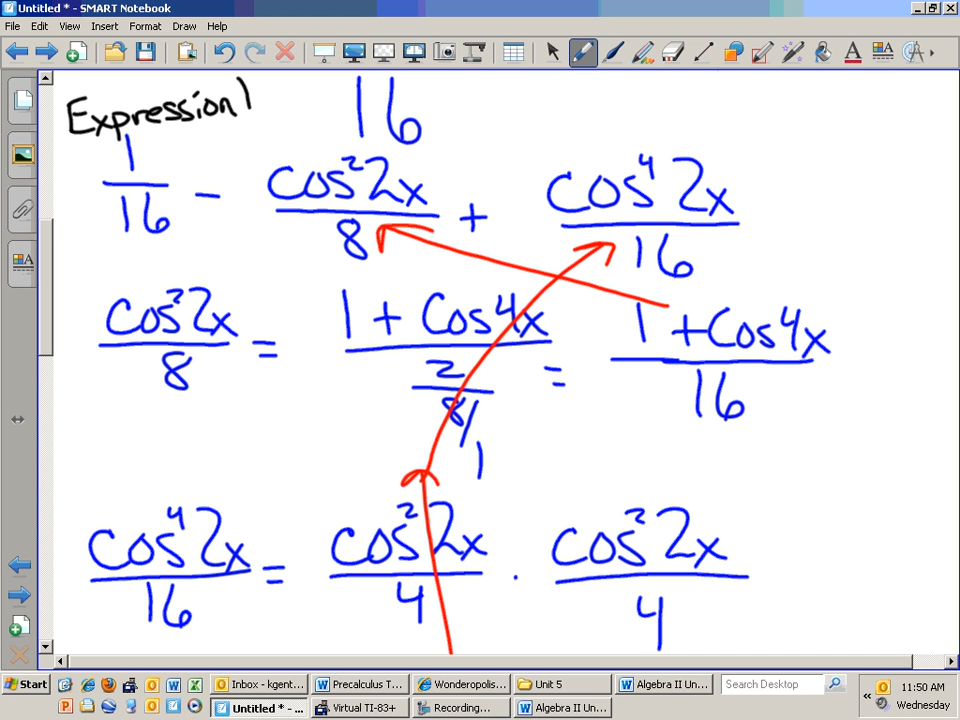 Untitled * - SMART Notebook
File Edit View Insert Format Draw Help
Expression 1
16
1/16 - cos²2x/8 + cos⁴2x/16
cos²2x/8 = (1 + Cos4x)/2/8/1 = (1 + Cos4x)/16
cos⁴2x/16 = cos²2x/4 · cos²2x/4
Start Inbox - kgent... Precalculus T... Wonderopolis... Unit 5 Algebra II Un... Search Desktop 11:50 AM
Untitled * - ... Virtual TI-83+ Recording... Algebra II Un... Wednesday